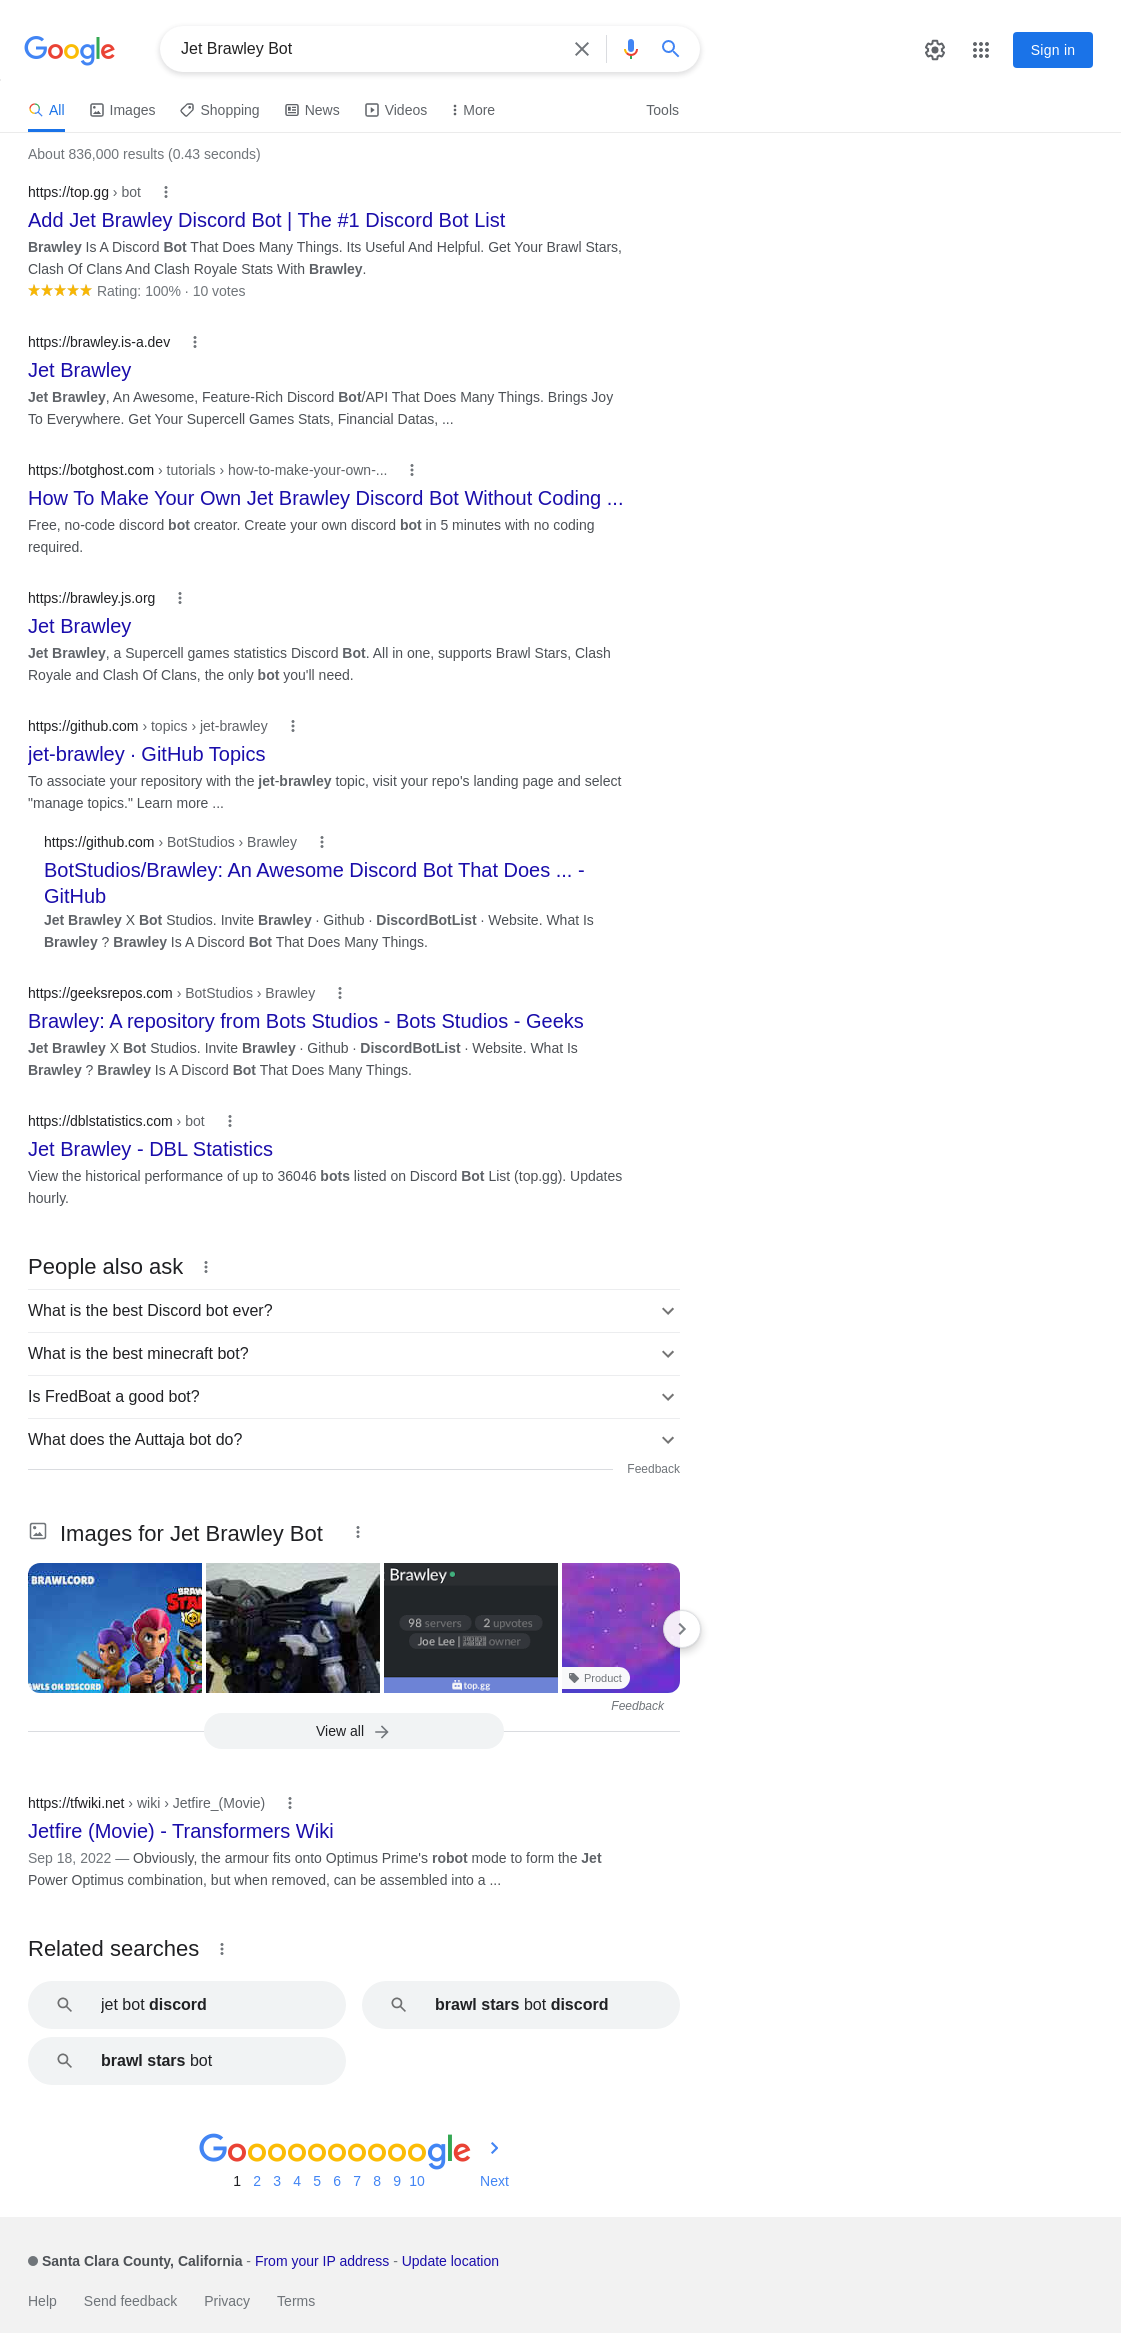 Google
Jet Brawley Bot
Sign in
All
Images
Shopping
News
Videos
More
Tools
About 836,000 results (0.43 seconds)
https://top.gg › bot
Add Jet Brawley Discord Bot | The #1 Discord Bot List
Brawley Is A Discord Bot That Does Many Things. Its Useful And Helpful. Get Your Brawl Stars,
Clash Of Clans And Clash Royale Stats With Brawley.
Rating: 100% · 10 votes
https://brawley.is-a.dev
Jet Brawley
Jet Brawley, An Awesome, Feature-Rich Discord Bot/API That Does Many Things. Brings Joy
To Everywhere. Get Your Supercell Games Stats, Financial Datas, ...
https://botghost.com › tutorials › how-to-make-your-own-...
How To Make Your Own Jet Brawley Discord Bot Without Coding ...
Free, no-code discord bot creator. Create your own discord bot in 5 minutes with no coding
required.
https://brawley.js.org
Jet Brawley
Jet Brawley, a Supercell games statistics Discord Bot. All in one, supports Brawl Stars, Clash
Royale and Clash Of Clans, the only bot you'll need.
https://github.com › topics › jet-brawley
jet-brawley · GitHub Topics
To associate your repository with the jet-brawley topic, visit your repo's landing page and select
"manage topics." Learn more ...
https://github.com › BotStudios › Brawley
BotStudios/Brawley: An Awesome Discord Bot That Does ... -
GitHub
Jet Brawley X Bot Studios. Invite Brawley · Github · DiscordBotList · Website. What Is
Brawley ? Brawley Is A Discord Bot That Does Many Things.
https://geeksrepos.com › BotStudios › Brawley
Brawley: A repository from Bots Studios - Bots Studios - Geeks
Jet Brawley X Bot Studios. Invite Brawley · Github · DiscordBotList · Website. What Is
Brawley ? Brawley Is A Discord Bot That Does Many Things.
https://dblstatistics.com › bot
Jet Brawley - DBL Statistics
View the historical performance of up to 36046 bots listed on Discord Bot List (top.gg). Updates
hourly.
People also ask
What is the best Discord bot ever?
What is the best minecraft bot?
Is FredBoat a good bot?
What does the Auttaja bot do?
Feedback
Images for Jet Brawley Bot
BRAWLCORD
BRAW
STA
AWLS ON DISCORD
Brawley
98 servers
2 upvotes
Joe Lee | owner
top.gg
Product
Feedback
View all
https://tfwiki.net › wiki › Jetfire_(Movie)
Jetfire (Movie) - Transformers Wiki
Sep 18, 2022 — Obviously, the armour fits onto Optimus Prime's robot mode to form the Jet
Power Optimus combination, but when removed, can be assembled into a ...
Related searches
jet bot discord
brawl stars bot discord
brawl stars bot
Goooooooooogle
1 2 3 4 5 6 7 8 9 10 Next
Santa Clara County, California - From your IP address - Update location
Help
Send feedback
Privacy
Terms